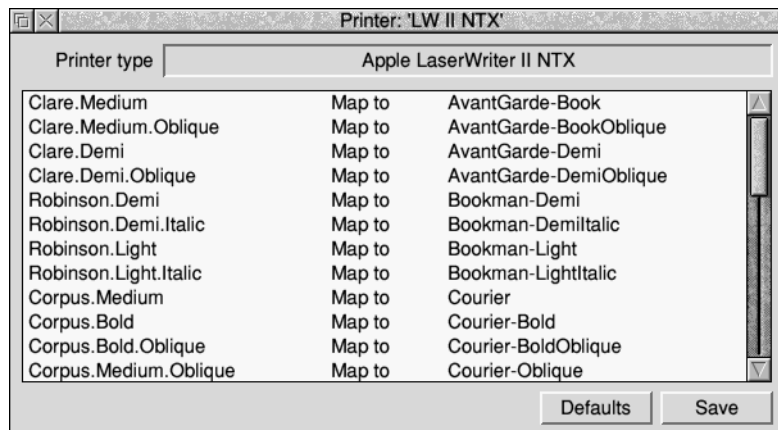 Printer: 'LW II NTX'
Printer type Apple LaserWriter II NTX
Clare.Medium Map to AvantGarde-Book
Clare.Medium.Oblique Map to AvantGarde-BookOblique
Clare.Demi Map to AvantGarde-Demi
Clare.Demi.Oblique Map to AvantGarde-DemiOblique
Robinson.Demi Map to Bookman-Demi
Robinson.Demi.Italic Map to Bookman-DemiItalic
Robinson.Light Map to Bookman-Light
Robinson.Light.Italic Map to Bookman-LightItalic
Corpus.Medium Map to Courier
Corpus.Bold Map to Courier-Bold
Corpus.Bold.Oblique Map to Courier-BoldOblique
Corpus.Medium.Oblique Map to Courier-Oblique
Defaults Save